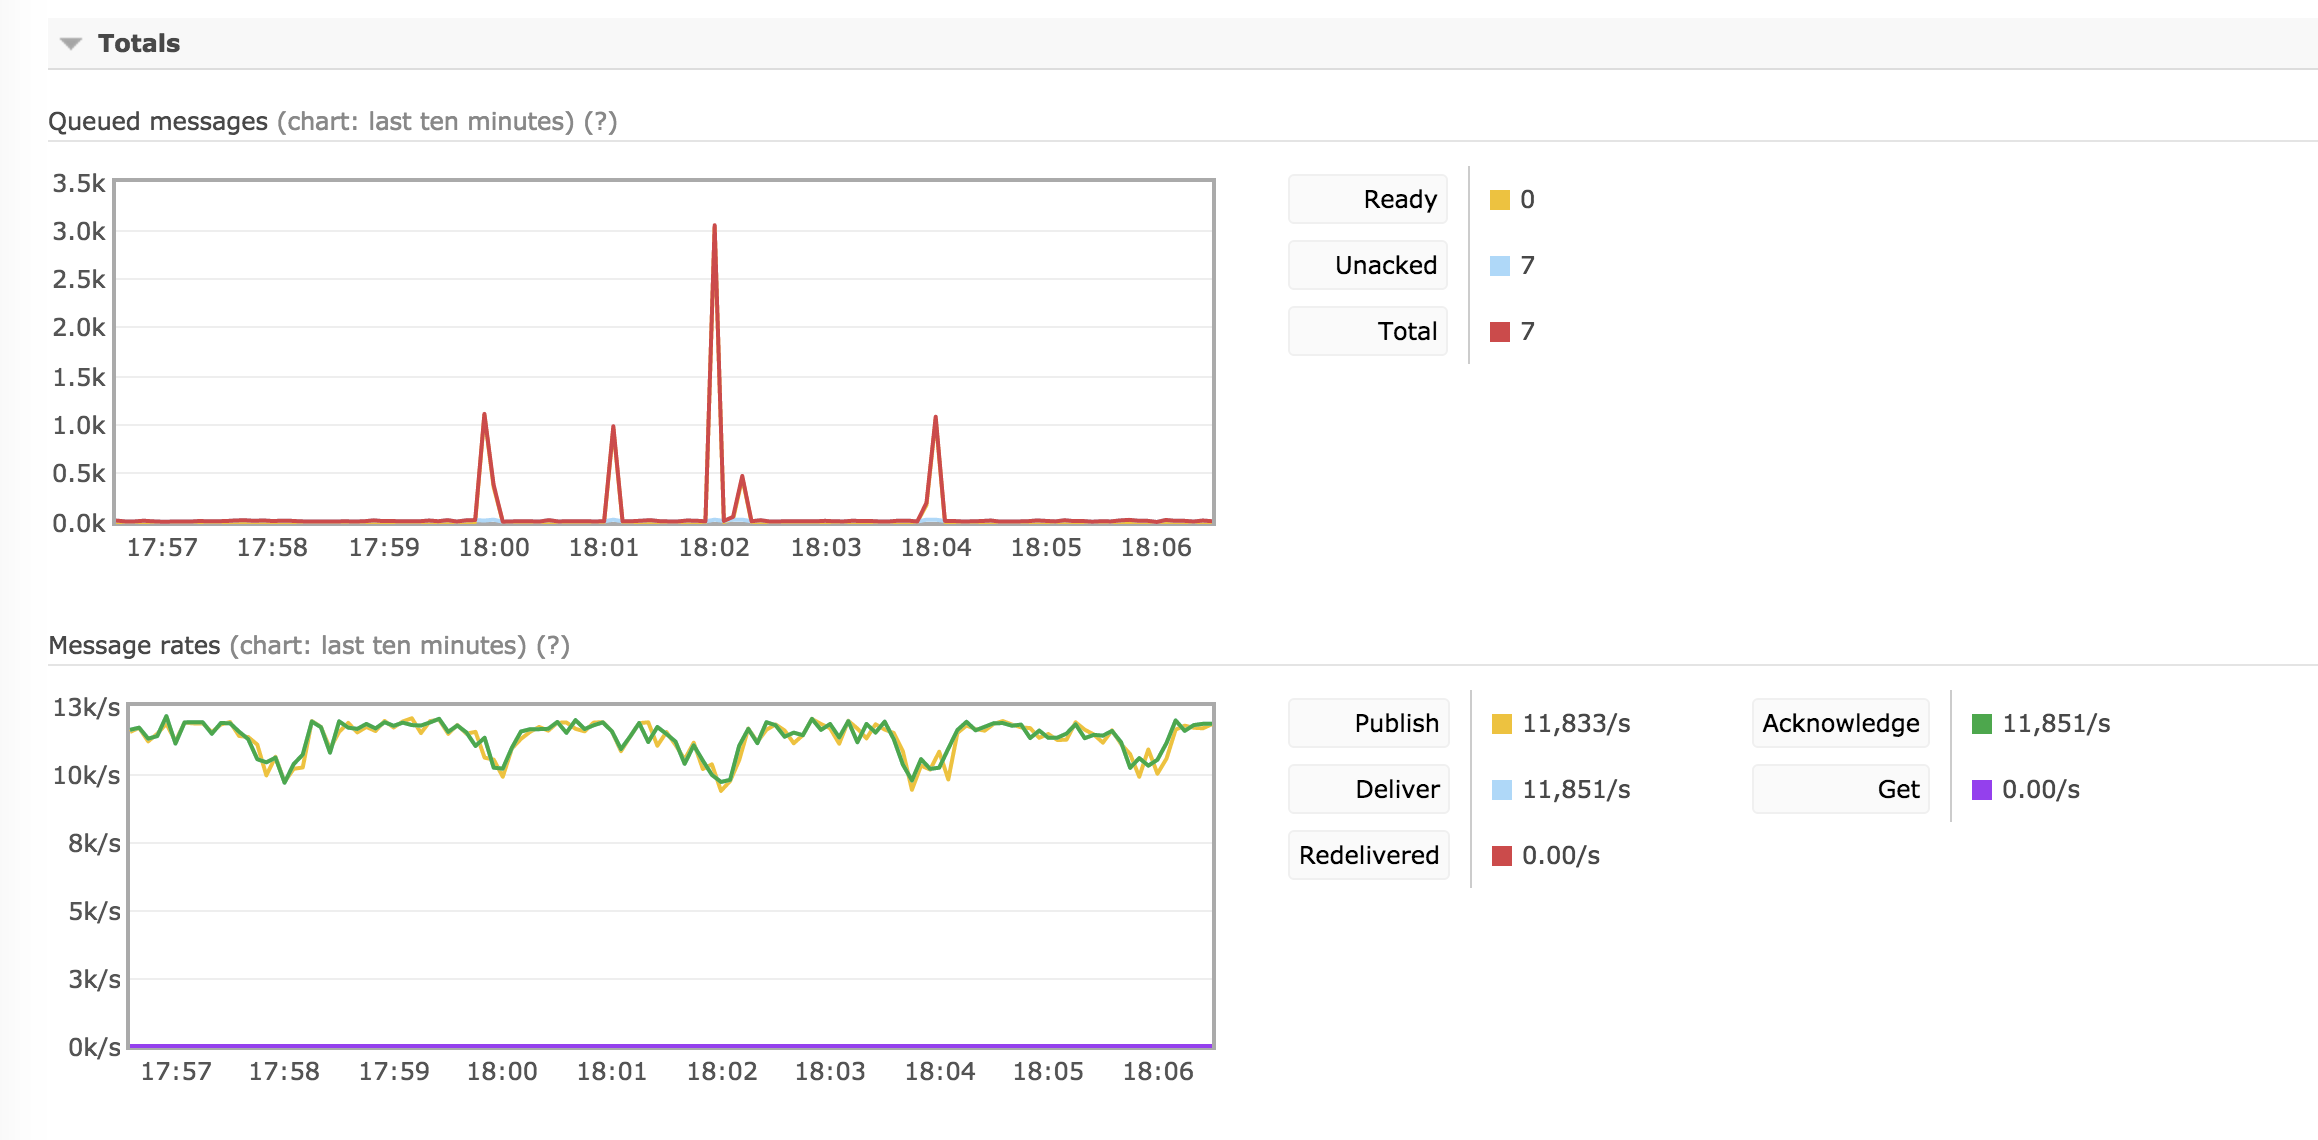 Totals
Queued messages (chart: last ten minutes) (?)
3.5k
3.0k
2.5k
2.0k
1.5k
1.0k
0.5k
0.0k
17:57 17:58 17:59 18:00 18:01 18:02 18:03 18:04 18:05 18:06
Ready 0
Unacked 7
Total 7
Message rates (chart: last ten minutes) (?)
13k/s
10k/s
8k/s
5k/s
3k/s
0k/s
17:57 17:58 17:59 18:00 18:01 18:02 18:03 18:04 18:05 18:06
Publish 11,833/s Acknowledge 11,851/s
Deliver 11,851/s Get 0.00/s
Redelivered 0.00/s